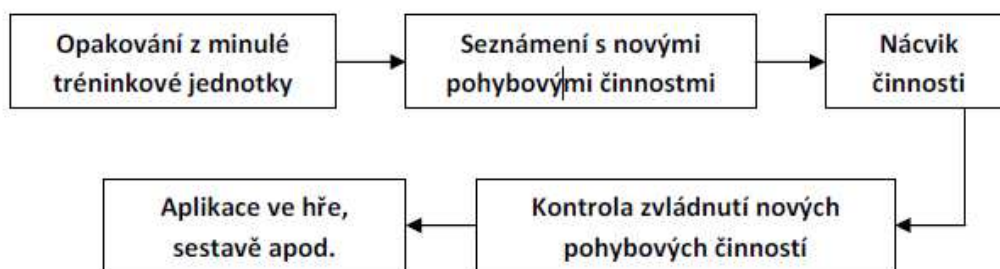 Opakování z minulé
tréninkové jednotky
Seznámení s novými
pohybovými činnostmi
Nácvik
činnosti
Kontrola zvládnutí nových
pohybových činností
Aplikace ve hře,
sestavě apod.